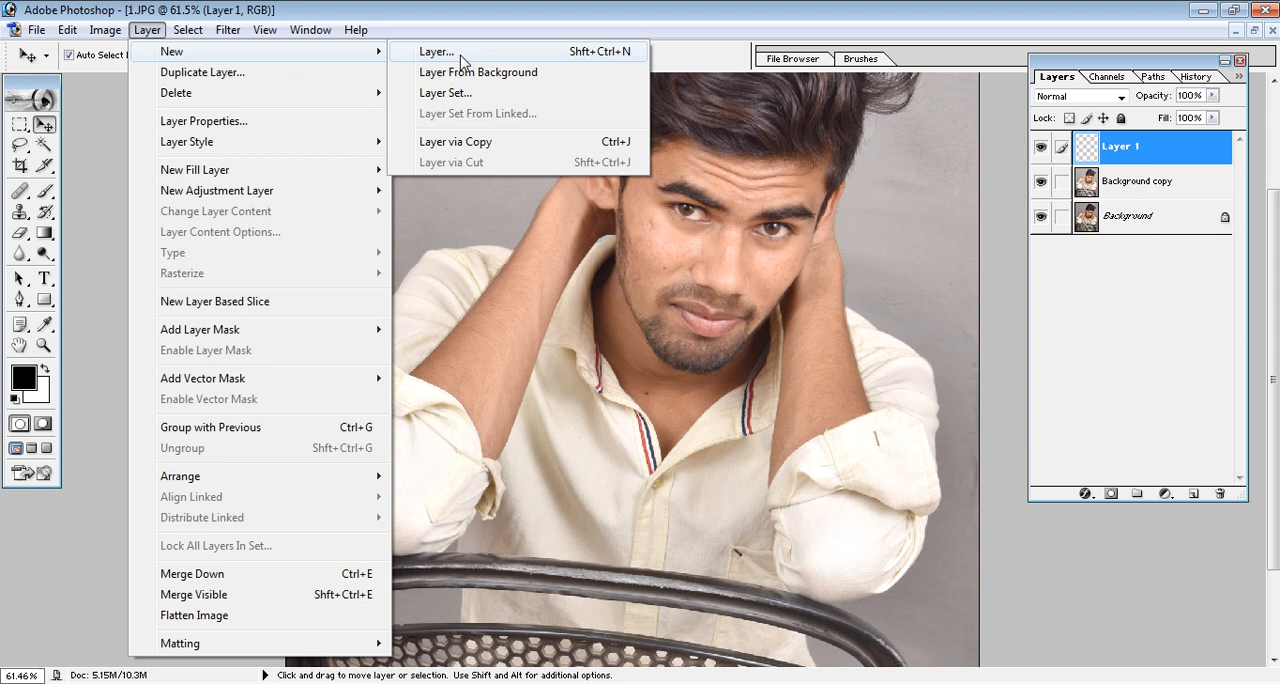 Adobe Photoshop - [1.JPG @ 61.5% (Layer 1, RGB)]
File Edit Image Layer Select Filter View Window Help
Auto Select
File Browser Brushes
New
Duplicate Layer...
Delete
Layer Properties...
Layer Style
New Fill Layer
New Adjustment Layer
Change Layer Content
Layer Content Options...
Type
Rasterize
New Layer Based Slice
Add Layer Mask
Enable Layer Mask
Add Vector Mask
Enable Vector Mask
Group with Previous Ctrl+G
Ungroup Shft+Ctrl+G
Arrange
Align Linked
Distribute Linked
Lock All Layers In Set...
Merge Down Ctrl+E
Merge Visible Shft+Ctrl+E
Flatten Image
Matting
Layer... Shft+Ctrl+N
Layer From Background
Layer Set...
Layer Set From Linked...
Layer via Copy Ctrl+J
Layer via Cut Shft+Ctrl+J
Layers Channels Paths History
Normal Opacity: 100%
Lock: Fill: 100%
Layer 1
Background copy
Background
61.46% Doc: 5.15M/10.3M Click and drag to move layer or selection. Use Shift and Alt for additional options.